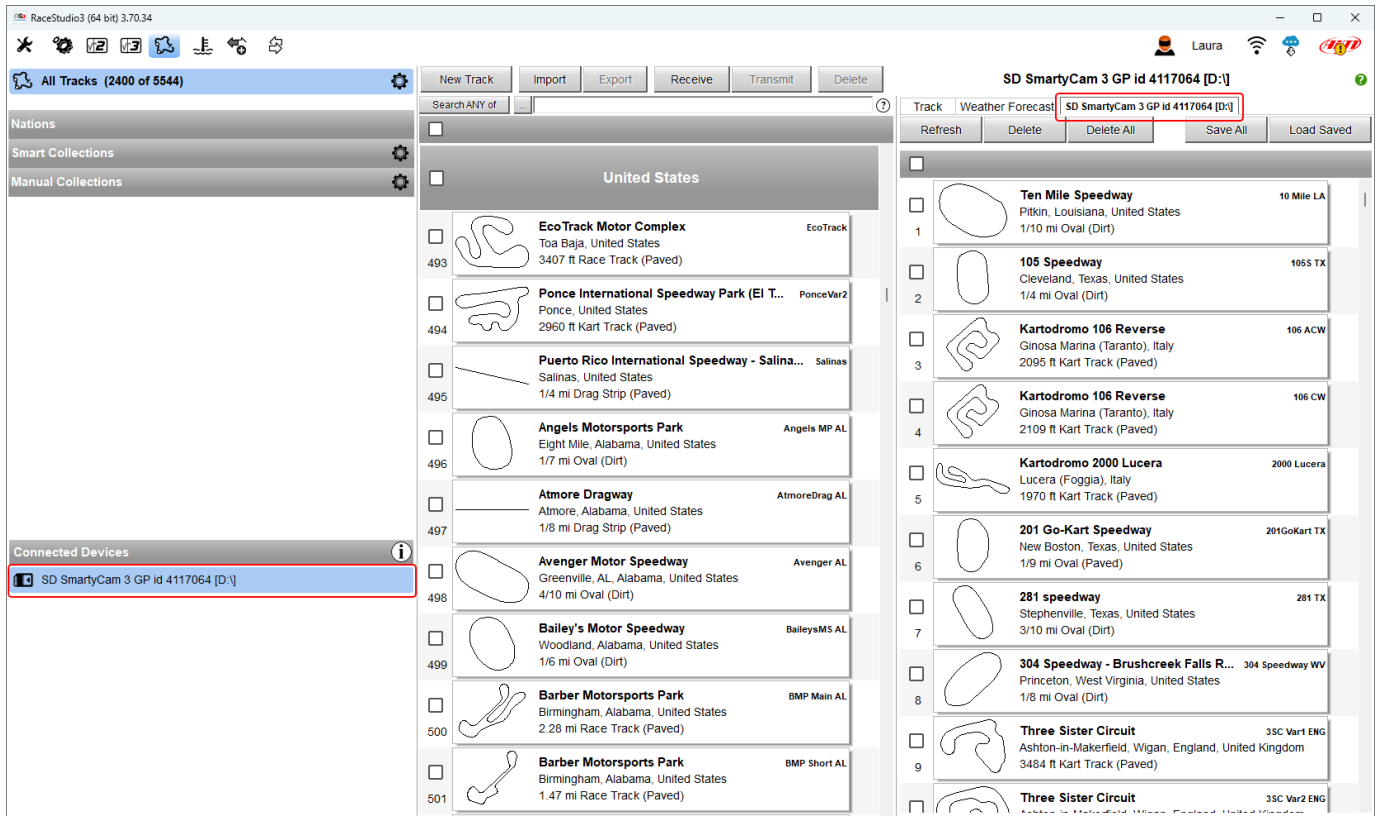 RaceStudio3 (64 bit) 3.70.34
Laura
All Tracks (2400 of 5544)
Nations
Smart Collections
Manual Collections
Connected Devices
SD SmartyCam 3 GP id 4117064 [D:\]
New Track Import Export Receive Transmit Delete
Search ANY of ...
?
United States
EcoTrack Motor Complex EcoTrack
Toa Baja, United States
3407 ft Race Track (Paved)
493
Ponce International Speedway Park (El T... PonceVar2
Ponce, United States
2960 ft Kart Track (Paved)
494
Puerto Rico International Speedway - Salina... Salinas
Salinas, United States
1/4 mi Drag Strip (Paved)
495
Angels Motorsports Park Angels MP AL
Eight Mile, Alabama, United States
1/7 mi Oval (Dirt)
496
Atmore Dragway AtmoreDrag AL
Atmore, Alabama, United States
1/8 mi Drag Strip (Paved)
497
Avenger Motor Speedway Avenger AL
Greenville, AL, Alabama, United States
4/10 mi Oval (Dirt)
498
Bailey's Motor Speedway BaileysMS AL
Woodland, Alabama, United States
1/6 mi Oval (Dirt)
499
Barber Motorsports Park BMP Main AL
Birmingham, Alabama, United States
2.28 mi Race Track (Paved)
500
Barber Motorsports Park BMP Short AL
Birmingham, Alabama, United States
1.47 mi Race Track (Paved)
501
SD SmartyCam 3 GP id 4117064 [D:\]
?
Track Weather Forecast SD SmartyCam 3 GP id 4117064 [D:\]
Refresh Delete Delete All Save All Load Saved
Ten Mile Speedway 10 Mile LA
Pitkin, Louisiana, United States
1/10 mi Oval (Dirt)
1
105 Speedway 105S TX
Cleveland, Texas, United States
1/4 mi Oval (Dirt)
2
Kartodromo 106 Reverse 106 ACW
Ginosa Marina (Taranto), Italy
2095 ft Kart Track (Paved)
3
Kartodromo 106 Reverse 106 CW
Ginosa Marina (Taranto), Italy
2109 ft Kart Track (Paved)
4
Kartodromo 2000 Lucera 2000 Lucera
Lucera (Foggia), Italy
1970 ft Kart Track (Paved)
5
201 Go-Kart Speedway 201GoKart TX
New Boston, Texas, United States
1/9 mi Oval (Paved)
6
281 speedway 281 TX
Stephenville, Texas, United States
3/10 mi Oval (Dirt)
7
304 Speedway - Brushcreek Falls R... 304 Speedway WV
Princeton, West Virginia, United States
1/8 mi Oval (Dirt)
8
Three Sister Circuit 3SC Var1 ENG
Ashton-in-Makerfield, Wigan, England, United Kingdom
3484 ft Kart Track (Paved)
9
Three Sister Circuit 3SC Var2 ENG